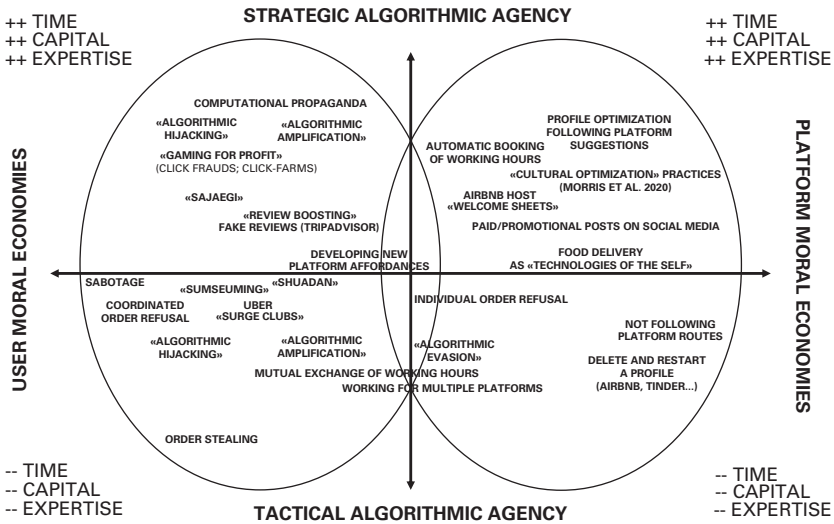 STRATEGIC ALGORITHMIC AGENCY
++ TIME
++ CAPITAL
++ EXPERTISE
++ TIME
++ CAPITAL
++ EXPERTISE
USER MORAL ECONOMIES
PLATFORM MORAL ECONOMIES
COMPUTATIONAL PROPAGANDA
«ALGORITHMIC
HIJACKING»
«ALGORITHMIC
AMPLIFICATION»
«GAMING FOR PROFIT»
(CLICK FRAUDS; CLICK-FARMS)
«SAJAEGI»
«REVIEW BOOSTING»
FAKE REVIEWS (TRIPADVISOR)
DEVELOPING NEW
PLATFORM AFFORDANCES
PROFILE OPTIMIZATION
FOLLOWING PLATFORM
SUGGESTIONS
AUTOMATIC BOOKING
OF WORKING HOURS
«CULTURAL OPTIMIZATION» PRACTICES
(MORRIS ET AL. 2020)
AIRBNB HOST
«WELCOME SHEETS»
PAID/PROMOTIONAL POSTS ON SOCIAL MEDIA
FOOD DELIVERY
AS «TECHNOLOGIES OF THE SELF»
SABOTAGE
«SUMSEUMING»
«SHUADAN»
COORDINATED
ORDER REFUSAL
UBER
«SURGE CLUBS»
«ALGORITHMIC
HIJACKING»
«ALGORITHMIC
AMPLIFICATION»
MUTUAL EXCHANGE OF WORKING HOURS
WORKING FOR MULTIPLE PLATFORMS
ORDER STEALING
INDIVIDUAL ORDER REFUSAL
«ALGORITHMIC
EVASION»
NOT FOLLOWING
PLATFORM ROUTES
DELETE AND RESTART
A PROFILE
(AIRBNB, TINDER...)
-- TIME
-- CAPITAL
-- EXPERTISE
-- TIME
-- CAPITAL
-- EXPERTISE
TACTICAL ALGORITHMIC AGENCY